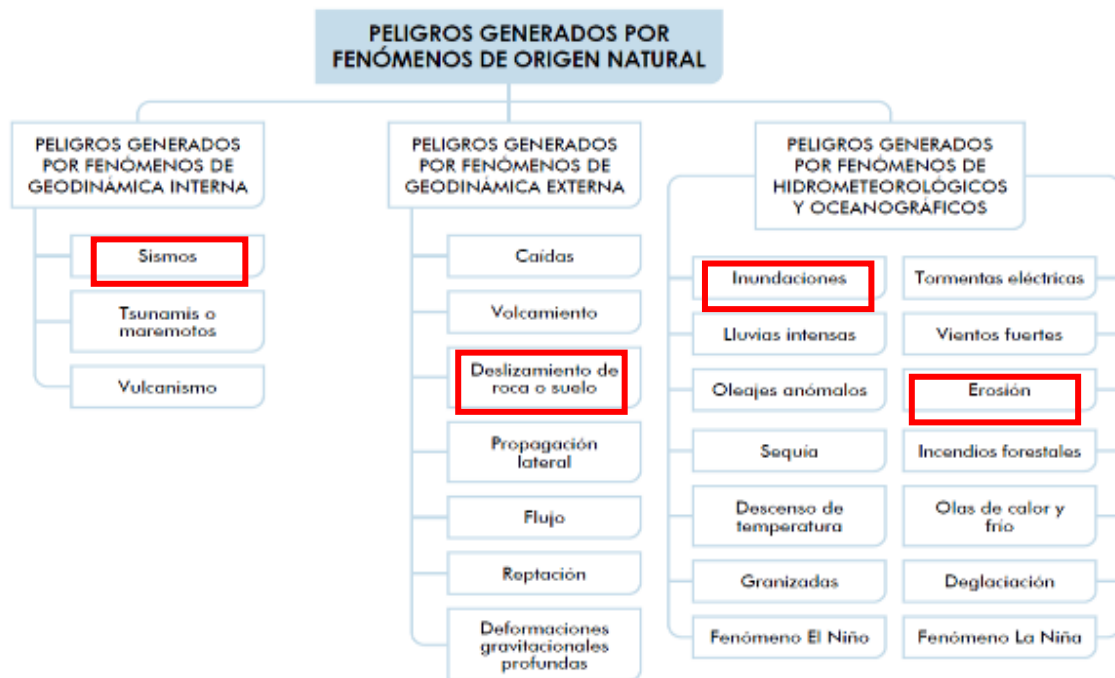 PELIGROS GENERADOS POR
FENÓMENOS DE ORIGEN NATURAL
PELIGROS GENERADOS
POR FENÓMENOS DE
GEODINÁMICA INTERNA
Sismos
Tsunamis o
maremotos
Vulcanismo
PELIGROS GENERADOS
POR FENÓMENOS DE
GEODINÁMICA EXTERNA
Caídas
Volcamiento
Deslizamiento de
roca o suelo
Propagación
lateral
Flujo
Reptación
Deformaciones
gravitacionales
profundas
PELIGROS GENERADOS
POR FENÓMENOS DE
HIDROMETEOROLÓGICOS
Y OCEANOGRÁFICOS
Inundaciones
Lluvias intensas
Oleajes anómalos
Sequía
Descenso de
temperatura
Granizadas
Fenómeno El Niño
Tormentas eléctricas
Vientos fuertes
Erosión
Incendios forestales
Olas de calor y
frío
Deglaciación
Fenómeno La Niña